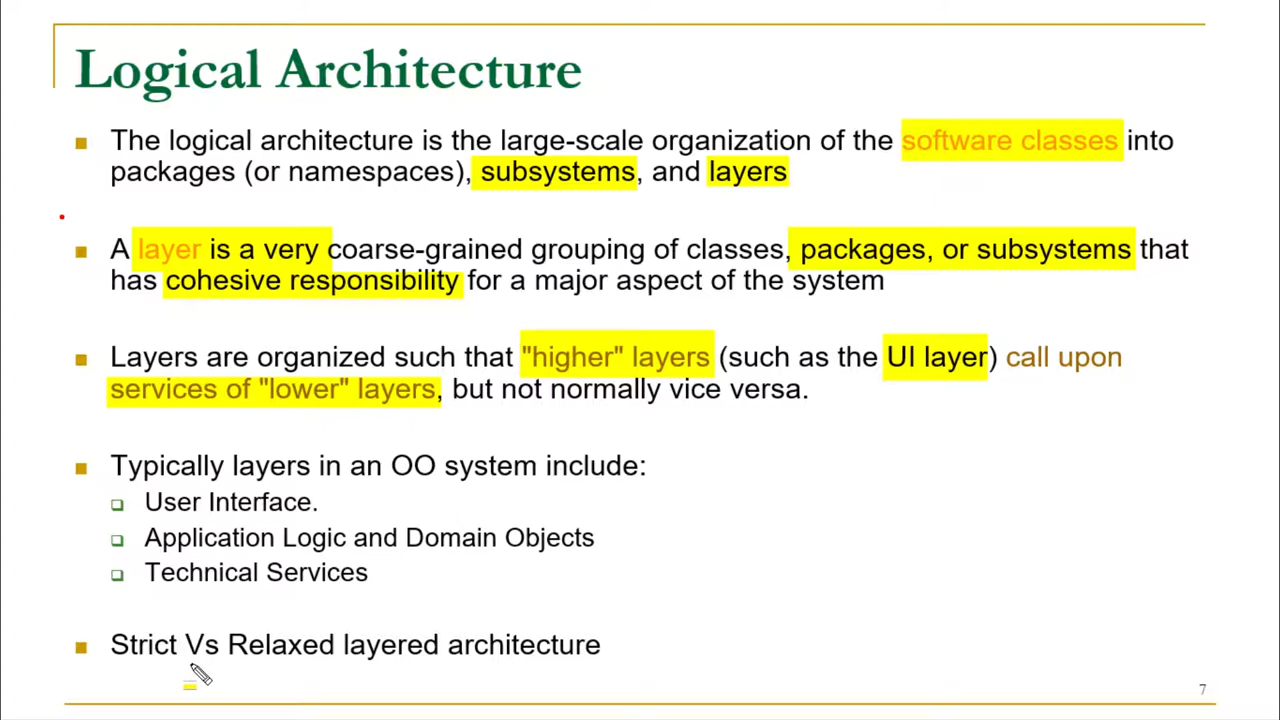 Logical Architecture
The logical architecture is the large-scale organization of the software classes into
packages (or namespaces), subsystems, and layers
A layer is a very coarse-grained grouping of classes, packages, or subsystems that
has cohesive responsibility for a major aspect of the system
Layers are organized such that "higher" layers (such as the UI layer) call upon
services of "lower" layers, but not normally vice versa.
Typically layers in an OO system include:
User Interface.
Application Logic and Domain Objects
Technical Services
Strict Vs Relaxed layered architecture
7